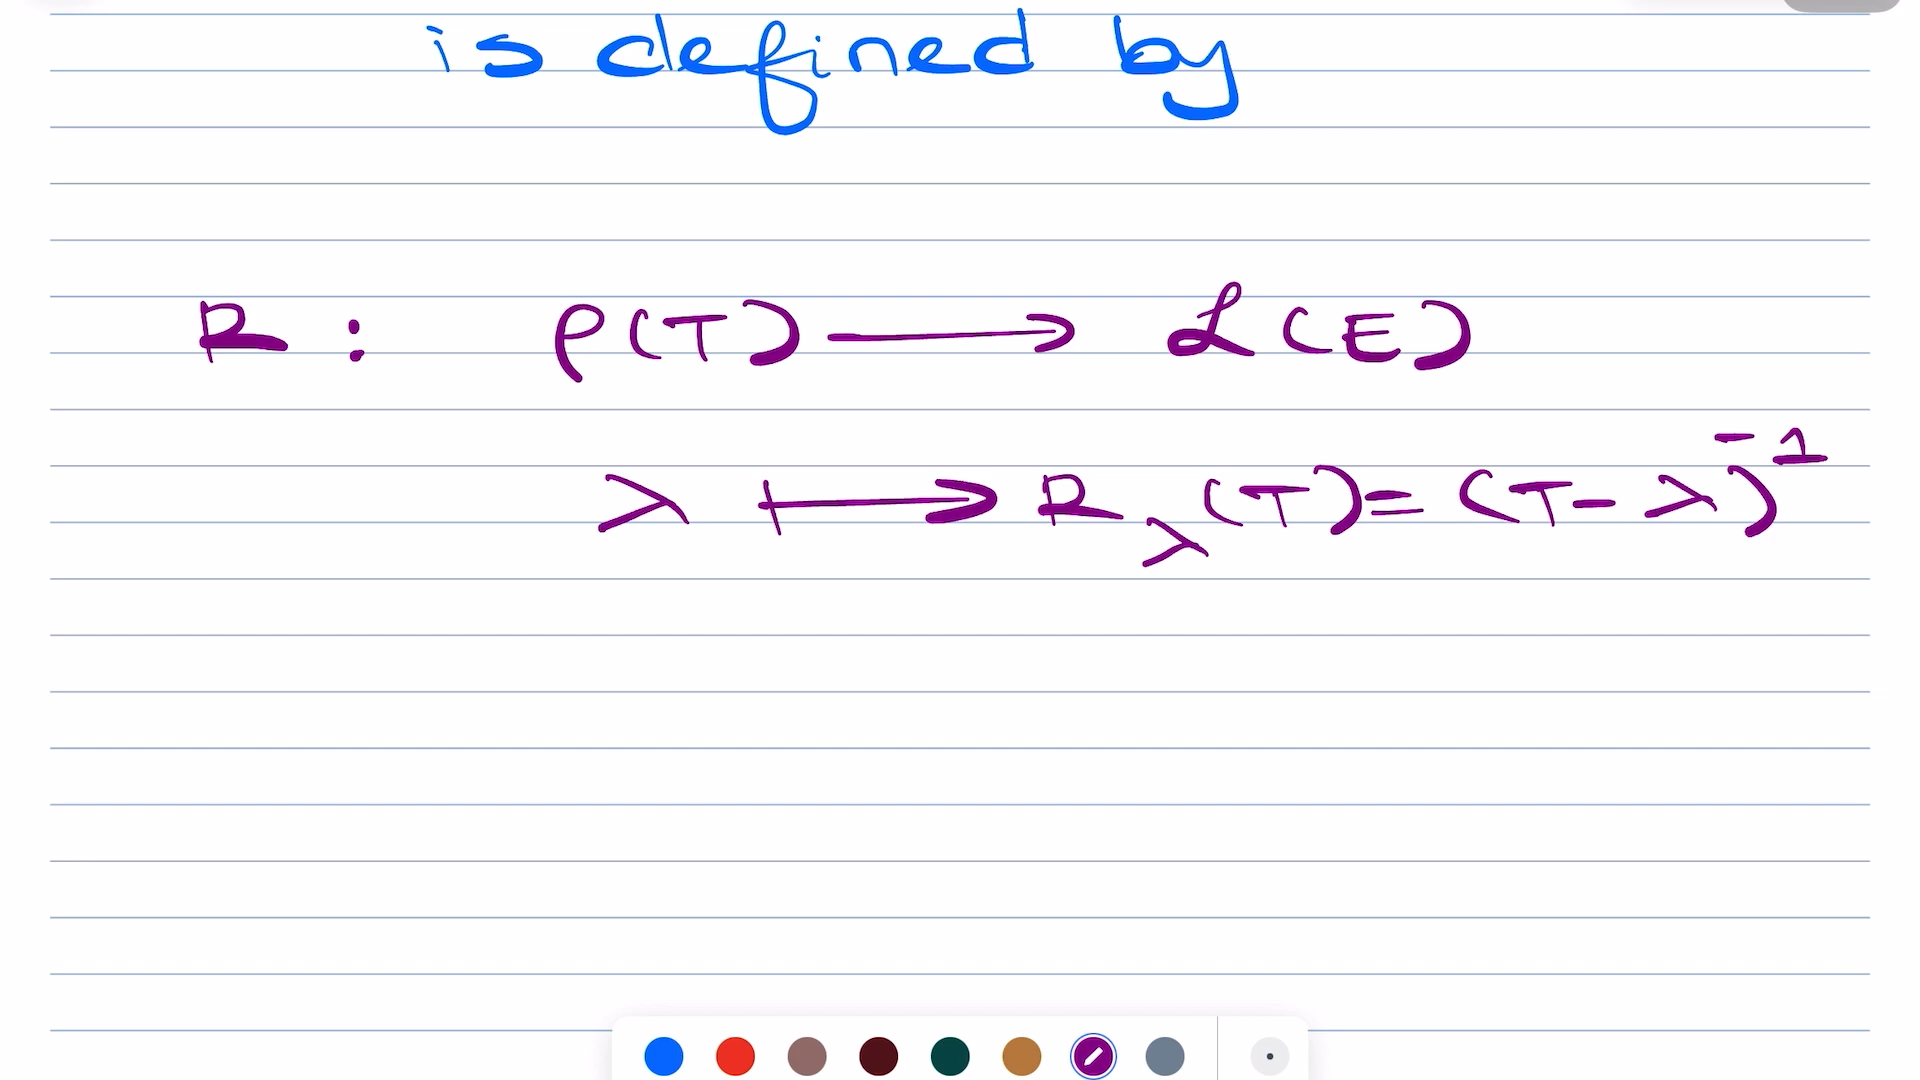 is defined by
R : ρ(T) ⟶ ℒ(E)
λ ⟼ R_λ(T) = (T - λ)^{-1}